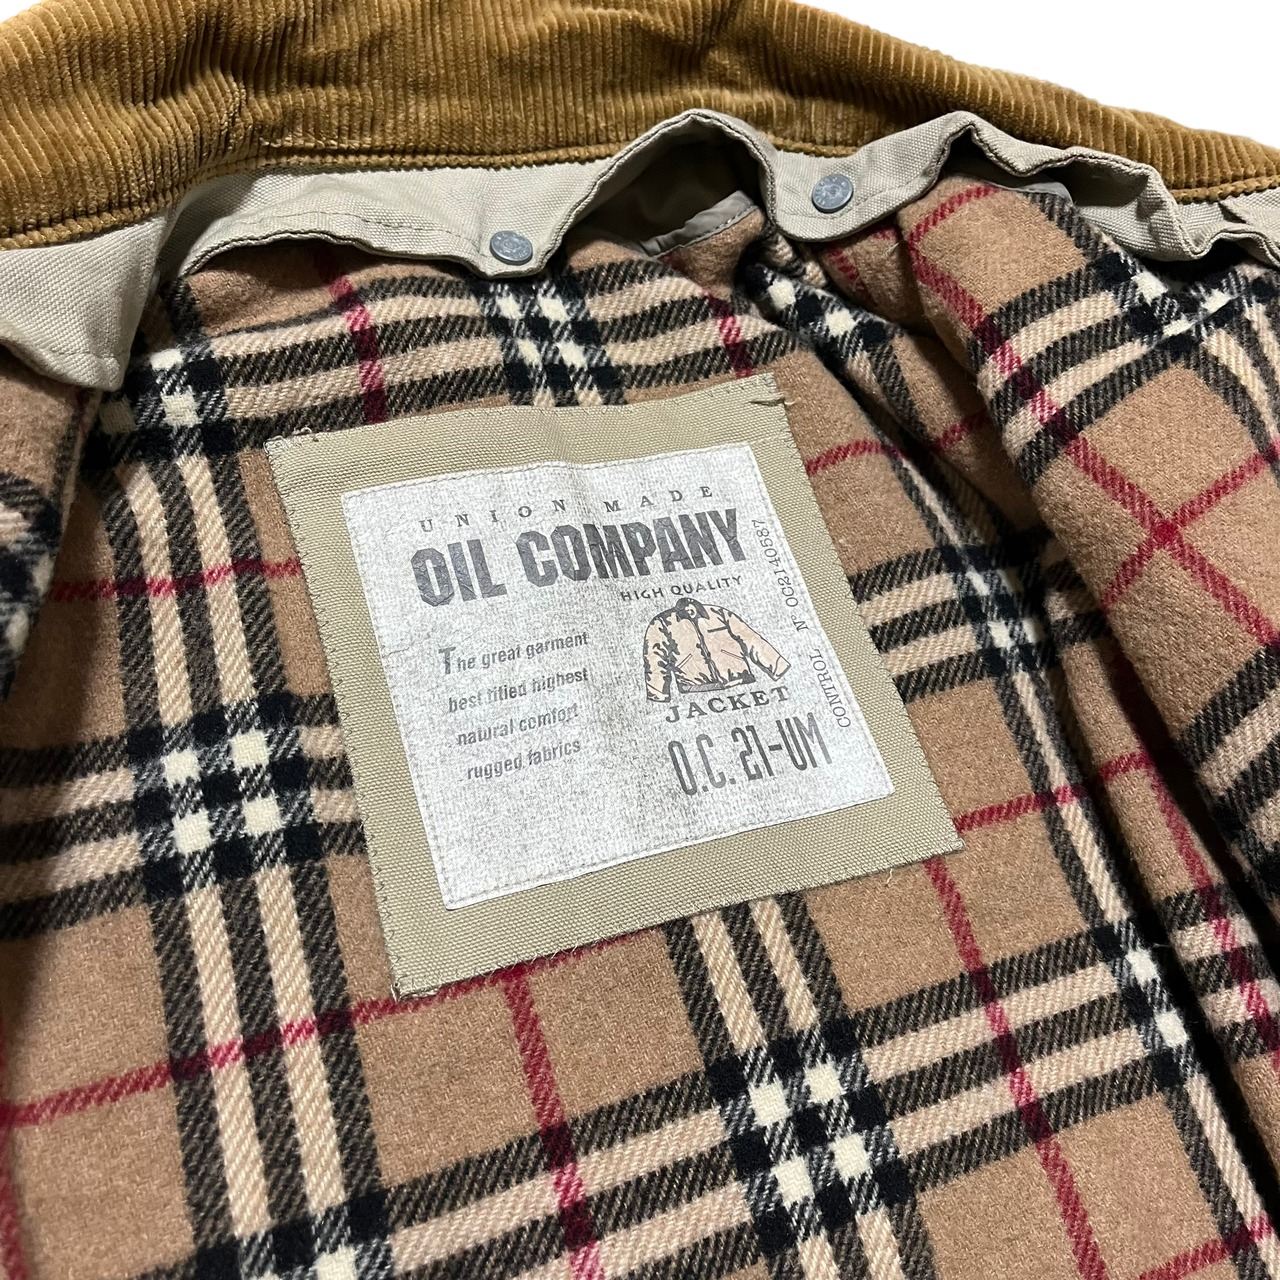 UNION MADE
OIL COMPANY
HIGH QUALITY
The great garment
best fitted highest
natural comfort
rugged fabrics
JACKET
O.C. 21-UM
CONTROL Nº OC2140587